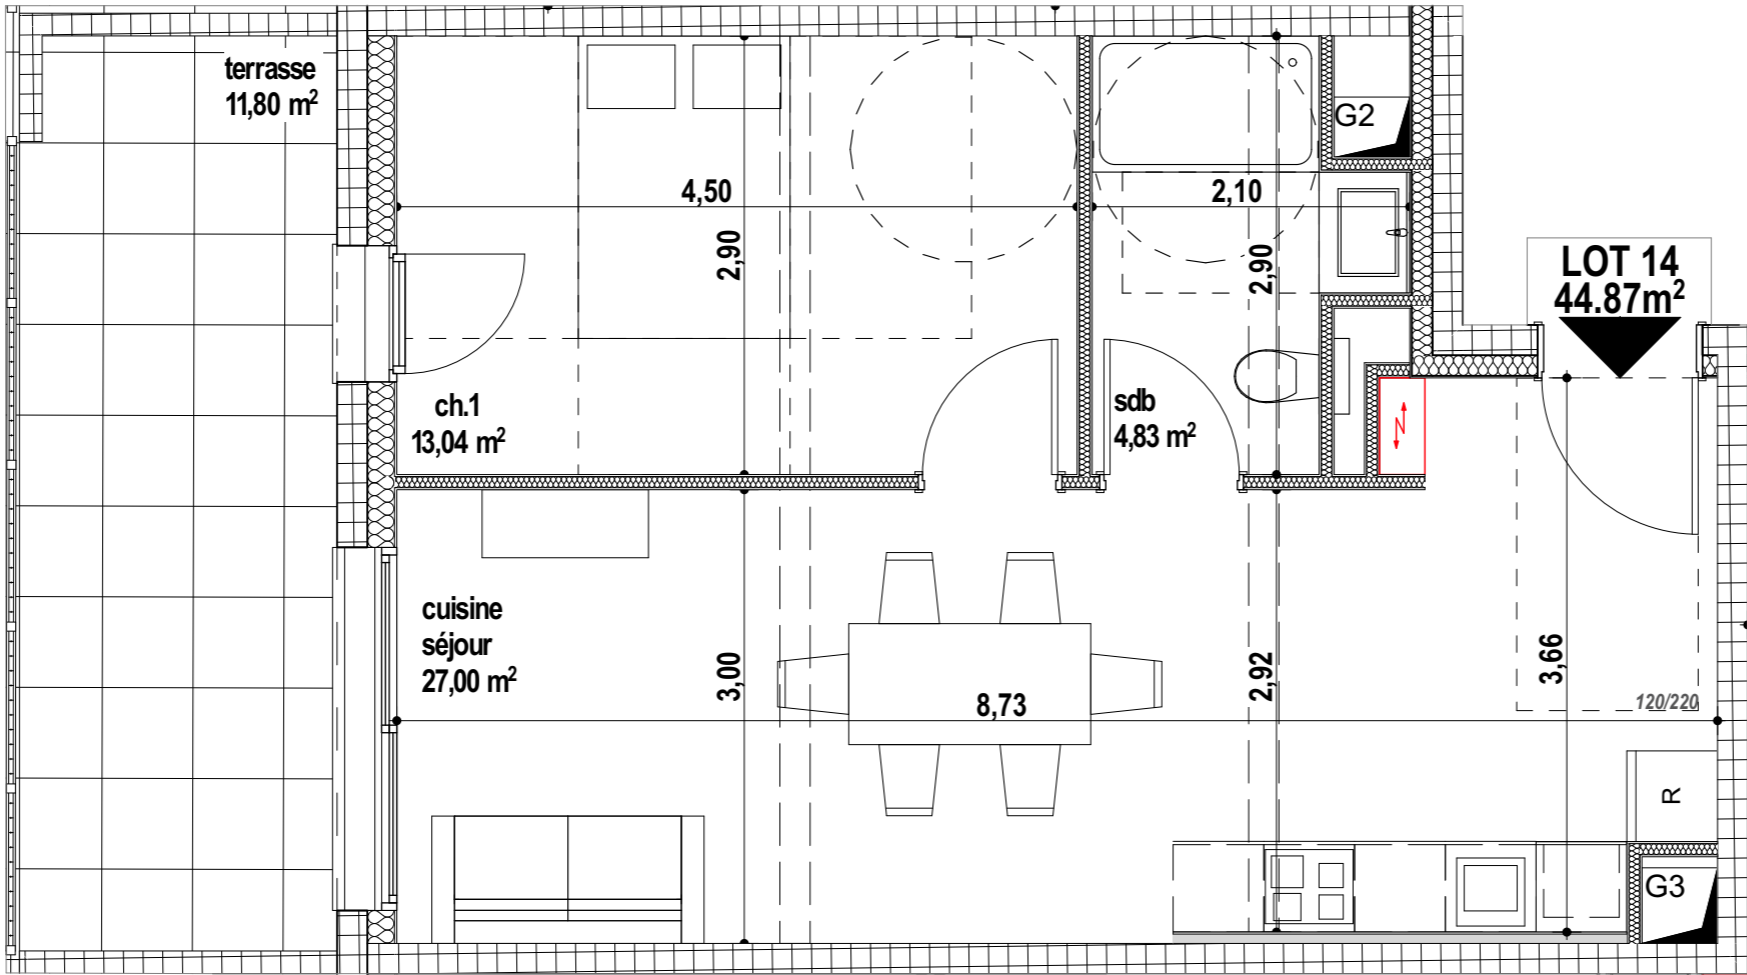 terrasse
11,80 m²
G2
4,50
2,10
2,90
2,90
LOT 14
44.87m²
ch.1
13,04 m²
sdb
4,83 m²
cuisine
séjour
27,00 m²
3,00
8,73
2,92
3,66
120/220
R
G3